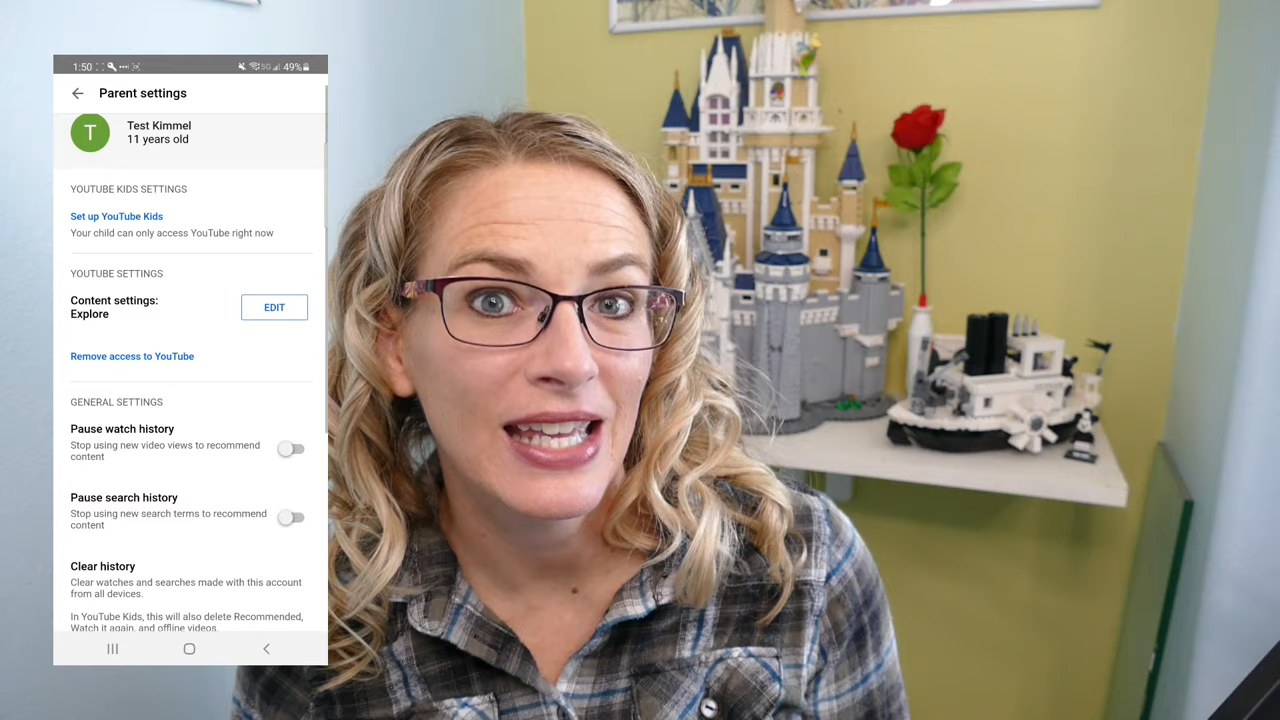 1:50
5G
49%
Parent settings
T
Test Kimmel
11 years old
YOUTUBE KIDS SETTINGS
Set up YouTube Kids
Your child can only access YouTube right now
YOUTUBE SETTINGS
Content settings:
Explore
EDIT
Remove access to YouTube
GENERAL SETTINGS
Pause watch history
Stop using new video views to recommend
content
Pause search history
Stop using new search terms to recommend
content
Clear history
Clear watches and searches made with this account
from all devices.
In YouTube Kids, this will also delete Recommended,
Watch it again, and offline videos.